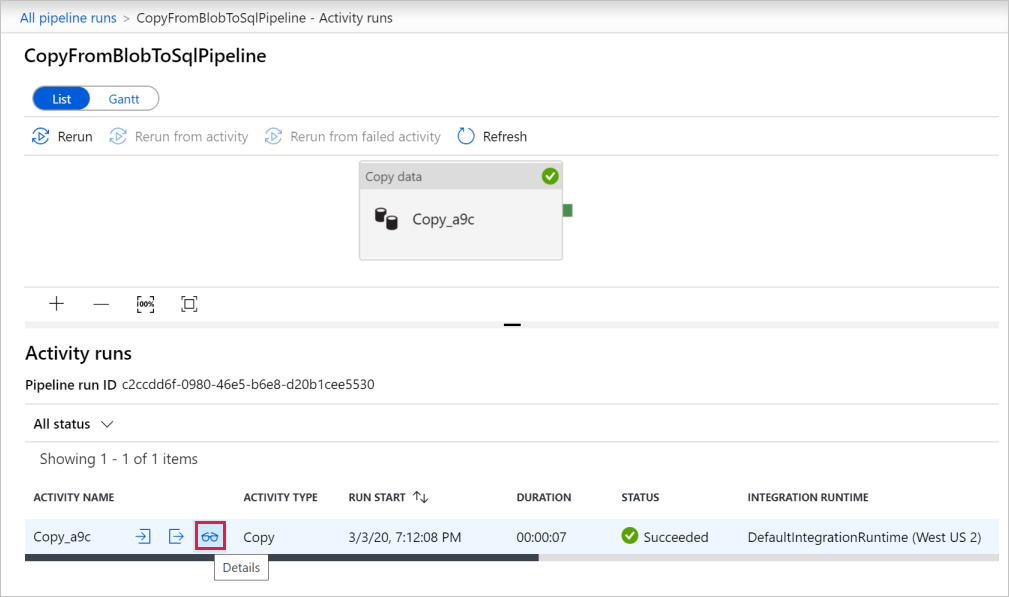 All pipeline runs > CopyFromBlobToSqlPipeline - Activity runs
CopyFromBlobToSqlPipeline
List Gantt
Rerun Rerun from activity Rerun from failed activity Refresh
Copy data
Copy_a9c
100%
Activity runs
Pipeline run ID c2ccdd6f-0980-46e5-b6e8-d20b1cee5530
All status
Showing 1 - 1 of 1 items
ACTIVITY NAME ACTIVITY TYPE RUN START DURATION STATUS INTEGRATION RUNTIME
Copy_a9c Copy 3/3/20, 7:12:08 PM 00:00:07 Succeeded DefaultIntegrationRuntime (West US 2)
Details